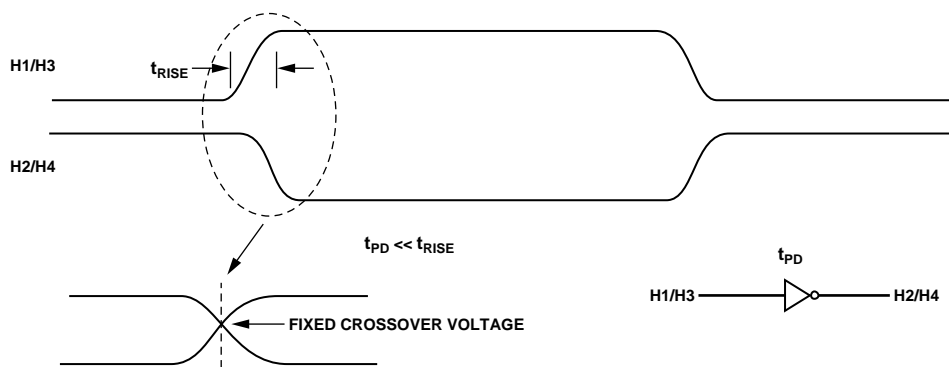 H1/H3
tRISE
H2/H4
tPD << tRISE
tPD
H1/H3
H2/H4
FIXED CROSSOVER VOLTAGE